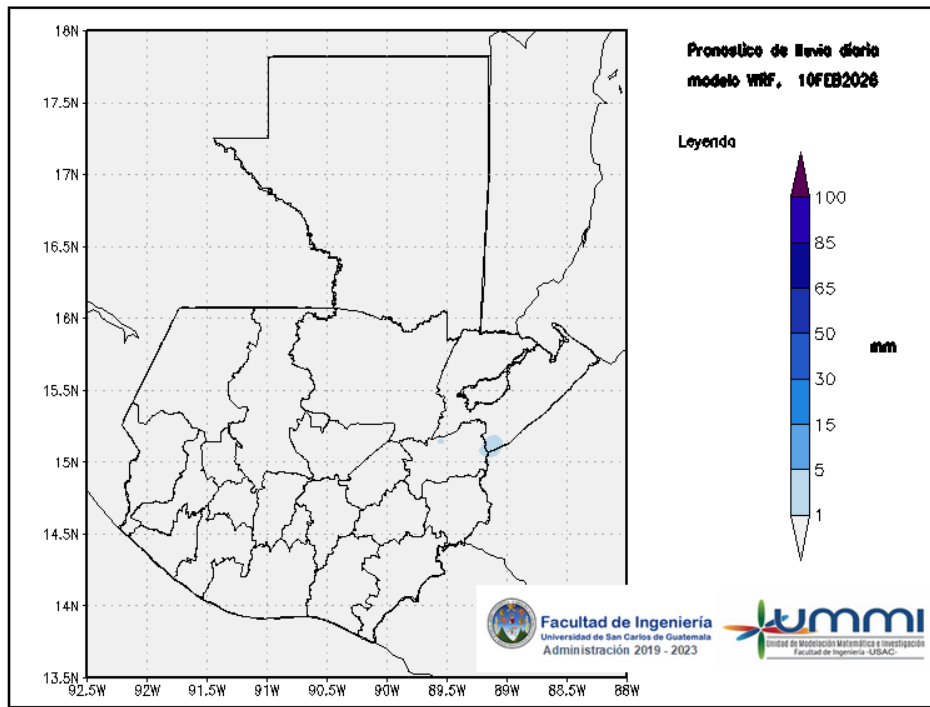 Pronostico de lluvia diaria
modelo WRF, 10FEB2026
Leyenda
100
85
65
50
30
15
5
1
mm
18N
17.5N
17N
16.5N
16N
15.5N
15N
14.5N
14N
13.5N
92.5W 92W 91.5W 91W 90.5W 90W 89.5W 89W 88.5W 88W
Facultad de Ingeniería
Universidad de San Carlos de Guatemala
Administración 2019 - 2023
ummi
Unidad de Modelación Matemática e Investigación
Facultad de Ingeniería -USAC-